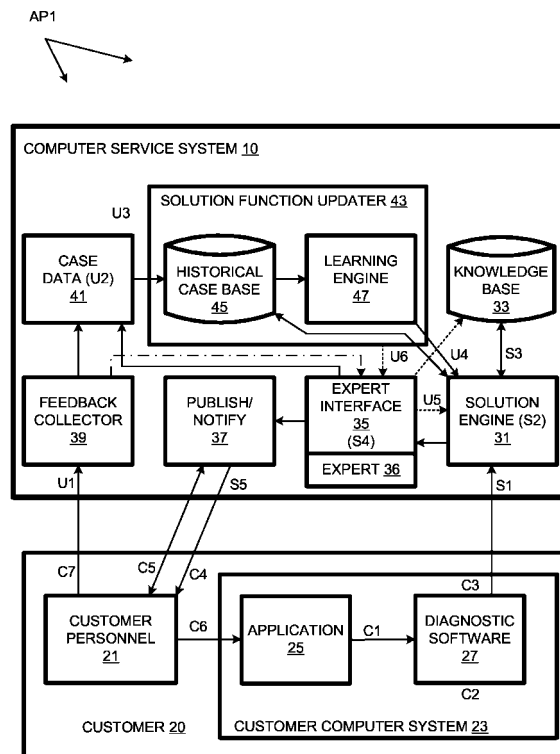 AP1
COMPUTER SERVICE SYSTEM 10
U3
SOLUTION FUNCTION UPDATER 43
CASE
DATA (U2)
41
HISTORICAL
CASE BASE
45
LEARNING
ENGINE
47
KNOWLEDGE
BASE
33
U6
U4
S3
FEEDBACK
COLLECTOR
39
PUBLISH/
NOTIFY
37
EXPERT
INTERFACE
35
(S4)
EXPERT 36
U5
SOLUTION
ENGINE (S2)
31
U1
S5
S1
C7
C5
C4
C3
CUSTOMER
PERSONNEL
21
C6
APPLICATION
25
C1
DIAGNOSTIC
SOFTWARE
27
C2
CUSTOMER 20
CUSTOMER COMPUTER SYSTEM 23